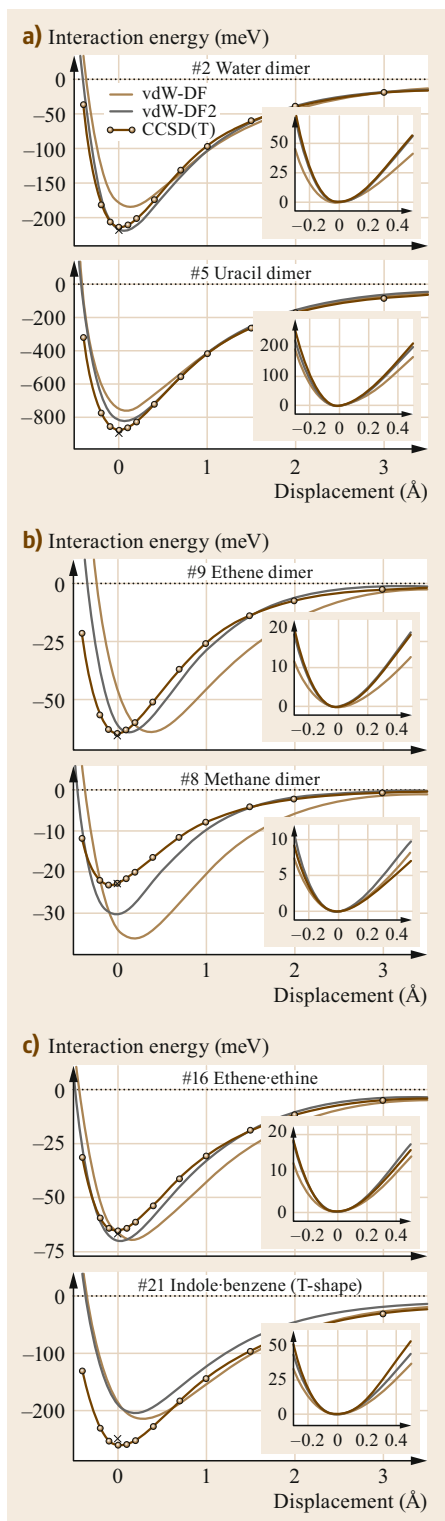 a) Interaction energy (meV)
#2 Water dimer
0
−50
−100
−150
−200
vdW-DF
vdW-DF2
CCSD(T)
50
25
0
−0.2 0 0.2 0.4
#5 Uracil dimer
0
−200
−400
−600
−800
200
100
0
−0.2 0 0.2 0.4
0 1 2 3
Displacement (Å)
b) Interaction energy (meV)
#9 Ethene dimer
0
−25
−50
20
10
0
−0.2 0 0.2 0.4
#8 Methane dimer
0
−10
−20
−30
10
5
0
−0.2 0 0.2 0.4
0 1 2 3
Displacement (Å)
c) Interaction energy (meV)
#16 Ethene·ethine
0
−25
−50
−75
20
10
0
−0.2 0 0.2 0.4
#21 Indole·benzene (T-shape)
0
−100
−200
50
25
0
−0.2 0 0.2 0.4
0 1 2 3
Displacement (Å)